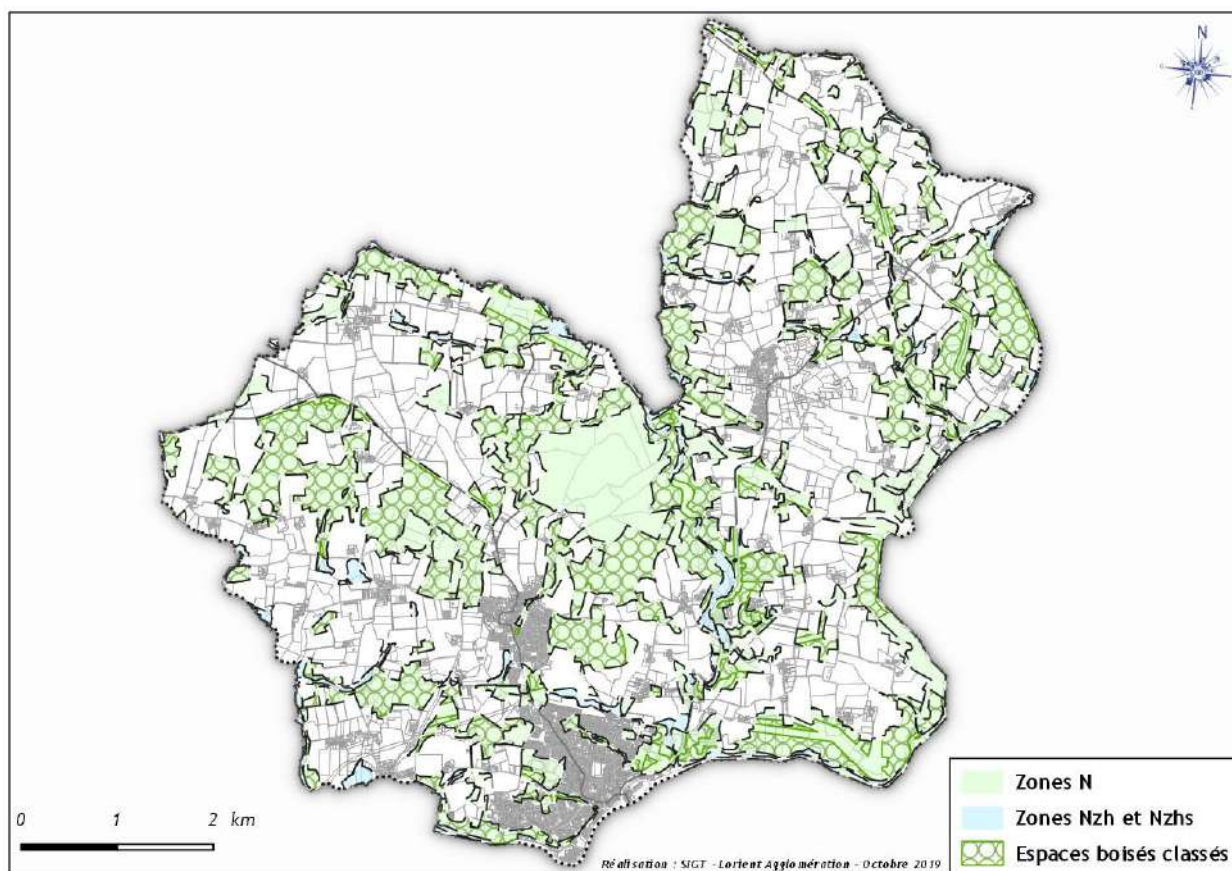 N
Zones N
Zones Nzh et Nzhs
Espaces boisés classés
0 1 2 km
Réalisation : SIGT - Lorient Agglomération - Octobre 2019